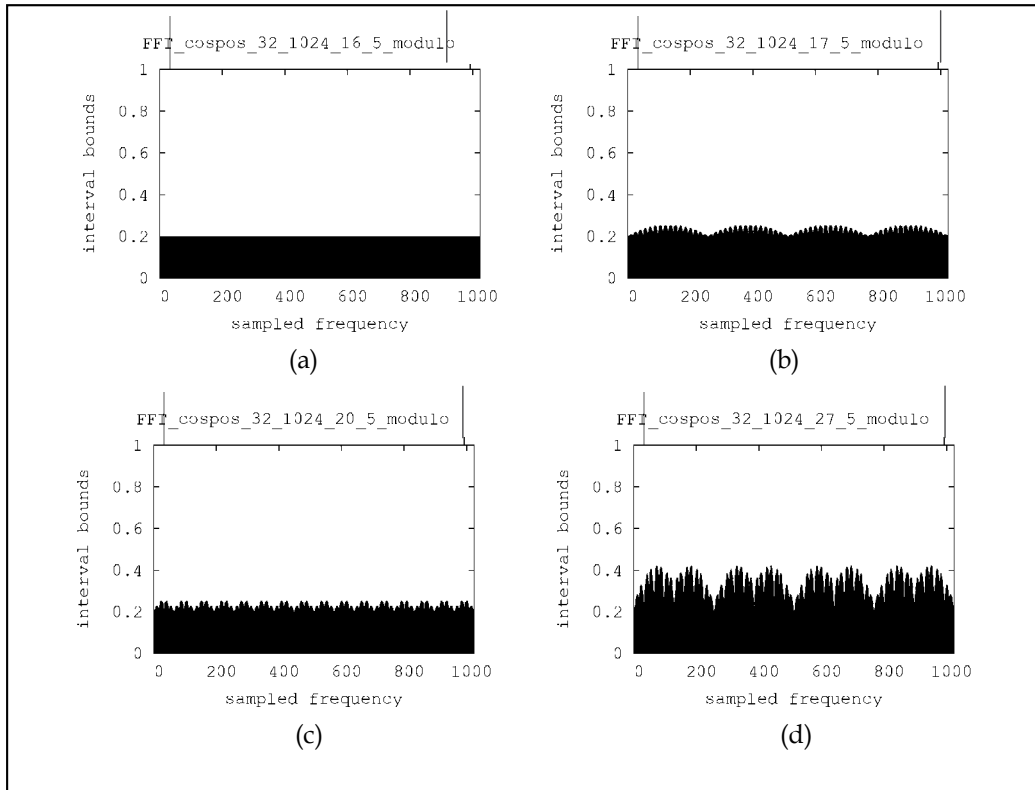 FFT_cospos_32_1024_16_5_modulo
1
0.8
0.6
0.4
0.2
0
interval bounds
0 200 400 600 800 1000
sampled frequency
(a)
FFT_cospos_32_1024_17_5_modulo
1
0.8
0.6
0.4
0.2
0
interval bounds
0 200 400 600 800 1000
sampled frequency
(b)
FFT_cospos_32_1024_20_5_modulo
1
0.8
0.6
0.4
0.2
0
interval bounds
0 200 400 600 800 1000
sampled frequency
(c)
FFT_cospos_32_1024_27_5_modulo
1
0.8
0.6
0.4
0.2
0
interval bounds
0 200 400 600 800 1000
sampled frequency
(d)